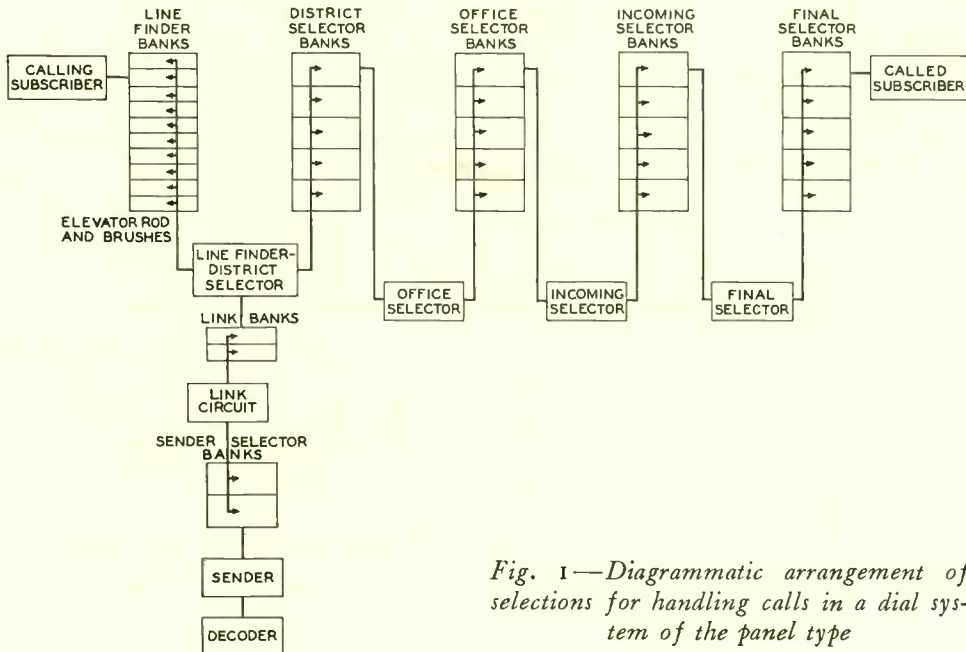 LINE
FINDER
BANKS
DISTRICT
SELECTOR
BANKS
OFFICE
SELECTOR
BANKS
INCOMING
SELECTOR
BANKS
FINAL
SELECTOR
BANKS
CALLING
SUBSCRIBER
CALLED
SUBSCRIBER
ELEVATOR ROD
AND BRUSHES
LINE FINDER-
DISTRICT
SELECTOR
OFFICE
SELECTOR
INCOMING
SELECTOR
FINAL
SELECTOR
LINK BANKS
LINK
CIRCUIT
SENDER SELECTOR
BANKS
SENDER
DECODER
Fig. 1—Diagrammatic arrangement of
selections for handling calls in a dial sys-
tem of the panel type